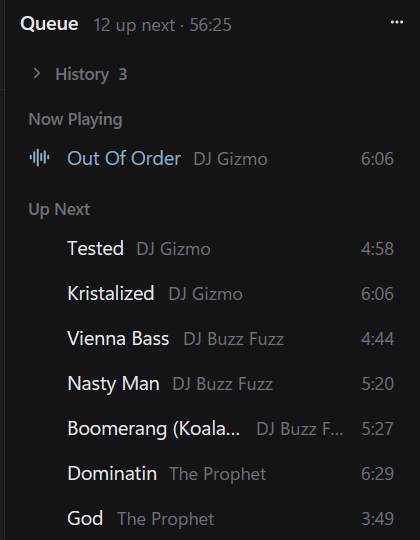 Queue 12 up next · 56:25 ...
History 3
Now Playing
Out Of Order DJ Gizmo 6:06
Up Next
Tested DJ Gizmo 4:58
Kristalized DJ Gizmo 6:06
Vienna Bass DJ Buzz Fuzz 4:44
Nasty Man DJ Buzz Fuzz 5:20
Boomerang (Koala... DJ Buzz F... 5:27
Dominatin The Prophet 6:29
God The Prophet 3:49